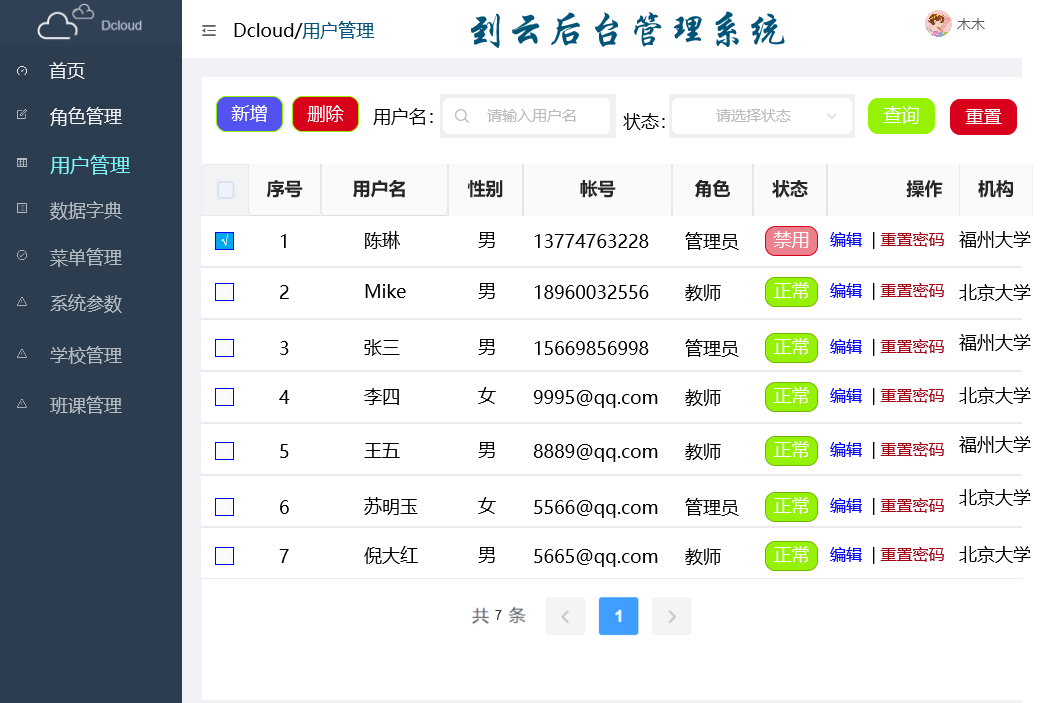 Dcloud
首页
角色管理
用户管理
数据字典
菜单管理
系统参数
学校管理
班课管理
Dcloud/用户管理
到云后台管理系统
木木
新增 删除 用户名： 请输入用户名 状态： 请选择状态 查询 重置
序号 用户名 性别 帐号 角色 状态 操作 机构
√ 1 陈琳 男 13774763228 管理员 禁用 编辑 | 重置密码 福州大学
2 Mike 男 18960032556 教师 正常 编辑 | 重置密码 北京大学
3 张三 男 15669856998 管理员 正常 编辑 | 重置密码 福州大学
4 李四 女 9995@qq.com 教师 正常 编辑 | 重置密码 北京大学
5 王五 男 8889@qq.com 教师 正常 编辑 | 重置密码 福州大学
6 苏明玉 女 5566@qq.com 管理员 正常 编辑 | 重置密码 北京大学
7 倪大红 男 5665@qq.com 教师 正常 编辑 | 重置密码 北京大学
共 7 条 < 1 >